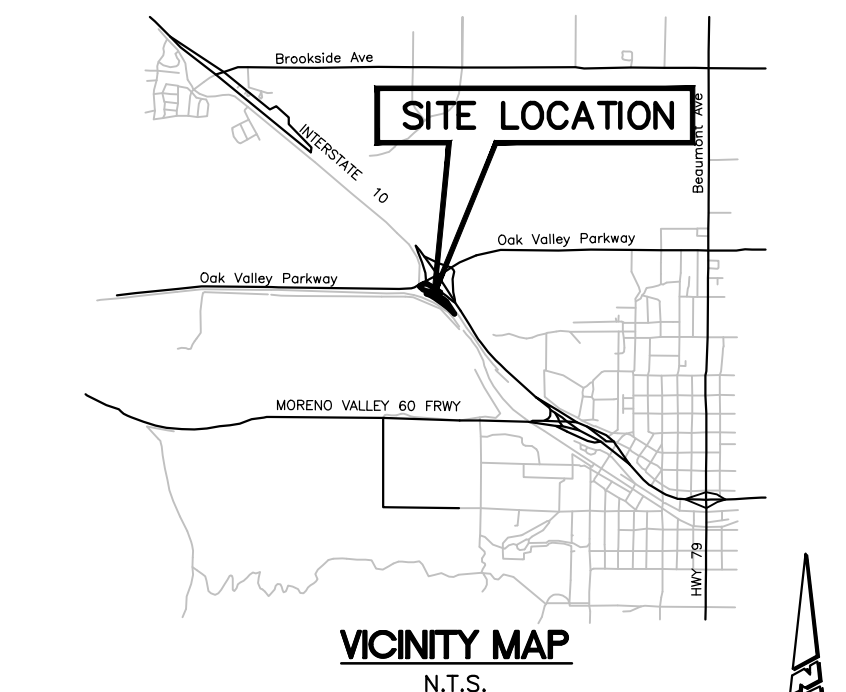 Brookside Ave
SITE LOCATION
Beaumont Ave
INTERSTATE 10
Oak Valley Parkway
Oak Valley Parkway
MORENO VALLEY 60 FRWY
HWY 79
VICINITY MAP
N.T.S.